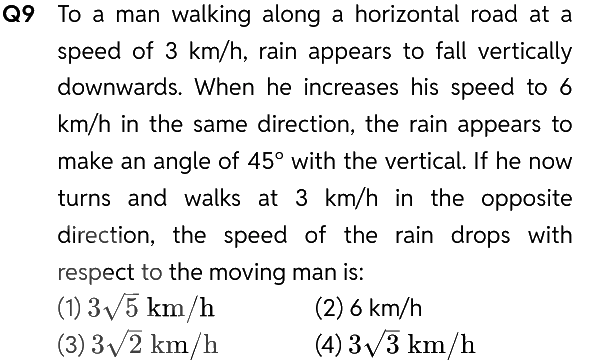 Q9 To a man walking along a horizontal road at a
speed of 3 km/h, rain appears to fall vertically
downwards. When he increases his speed to 6
km/h in the same direction, the rain appears to
make an angle of 45° with the vertical. If he now
turns and walks at 3 km/h in the opposite
direction, the speed of the rain drops with
respect to the moving man is:
(1) 3√5 km/h (2) 6 km/h
(3) 3√2 km/h (4) 3√3 km/h